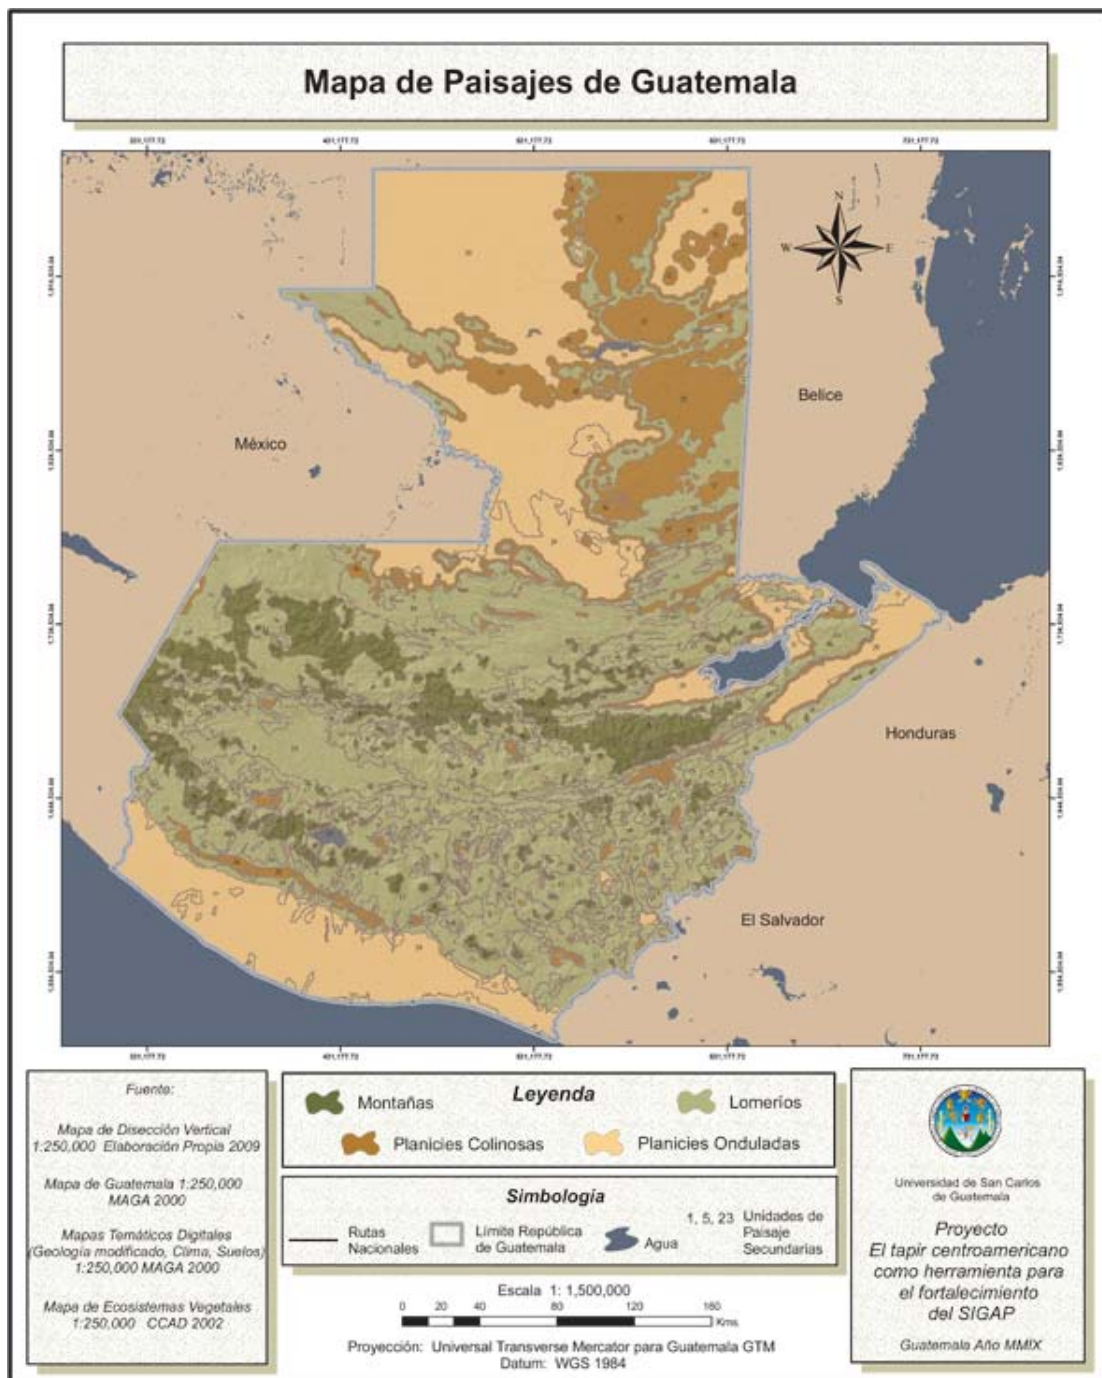 Mapa de Paisajes de Guatemala
401,177.73
N
W
E
S
Belice
México
Honduras
El Salvador
401,177.73
Fuente:
Mapa de Disección Vertical
1:250,000 Elaboración Propia 2009
Mapa de Guatemala 1:250,000
MAGA 2000
Mapas Temáticos Digitales
(Geología modificado, Clima, Suelos)
1:250,000 MAGA 2000
Mapa de Ecosistemas Vegetales
1:250,000 CCAD 2002
Leyenda
Montañas
Lomeríos
Planicies Colinosas
Planicies Onduladas
Simbología
Rutas
Nacionales
Límite República
de Guatemala
Agua
1, 5, 23 Unidades de
Paisaje
Secundarias
Escala 1: 1,500,000
0 20 40 80 120 160
Kms.
Proyección: Universal Transverse Mercator para Guatemala GTM
Datum: WGS 1984
Universidad de San Carlos
de Guatemala
Proyecto
El tapir centroamericano
como herramienta para
el fortalecimiento
del SIGAP
Guatemala Año MMIX